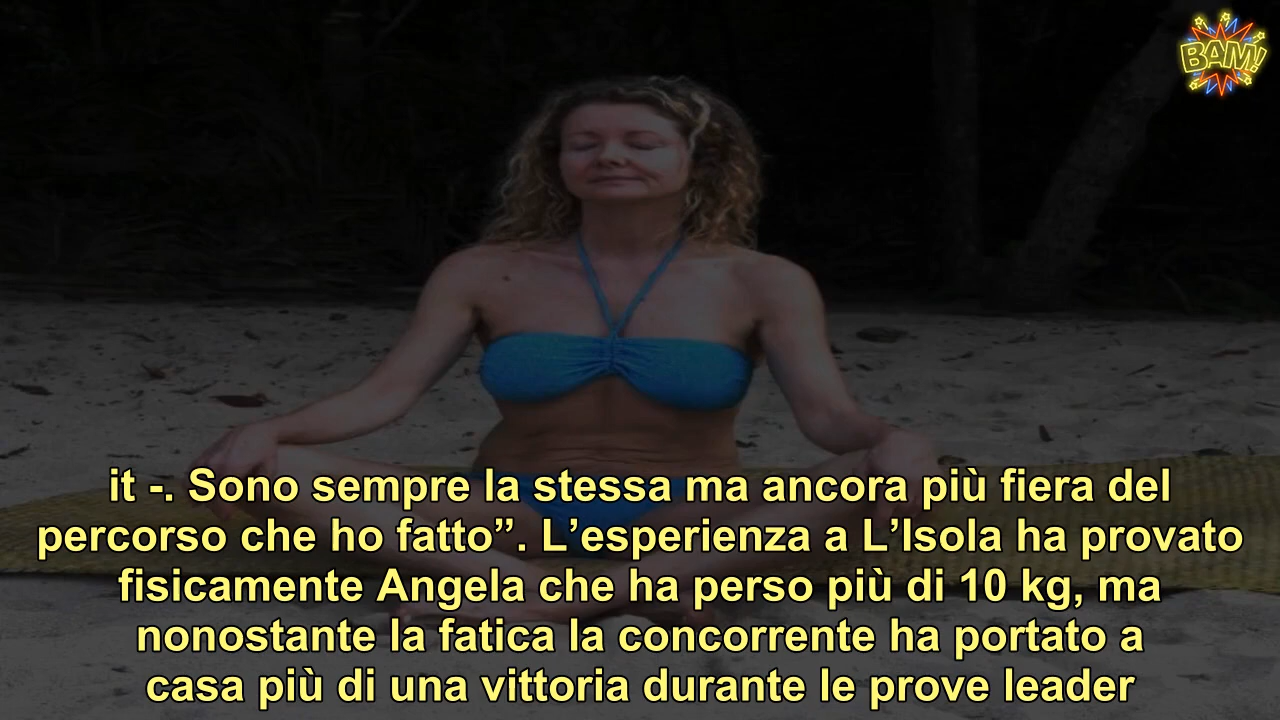 BAM!
it -. Sono sempre la stessa ma ancora più fiera del
percorso che ho fatto”. L’esperienza a L’Isola ha provato
fisicamente Angela che ha perso più di 10 kg, ma
nonostante la fatica la concorrente ha portato a
casa più di una vittoria durante le prove leader